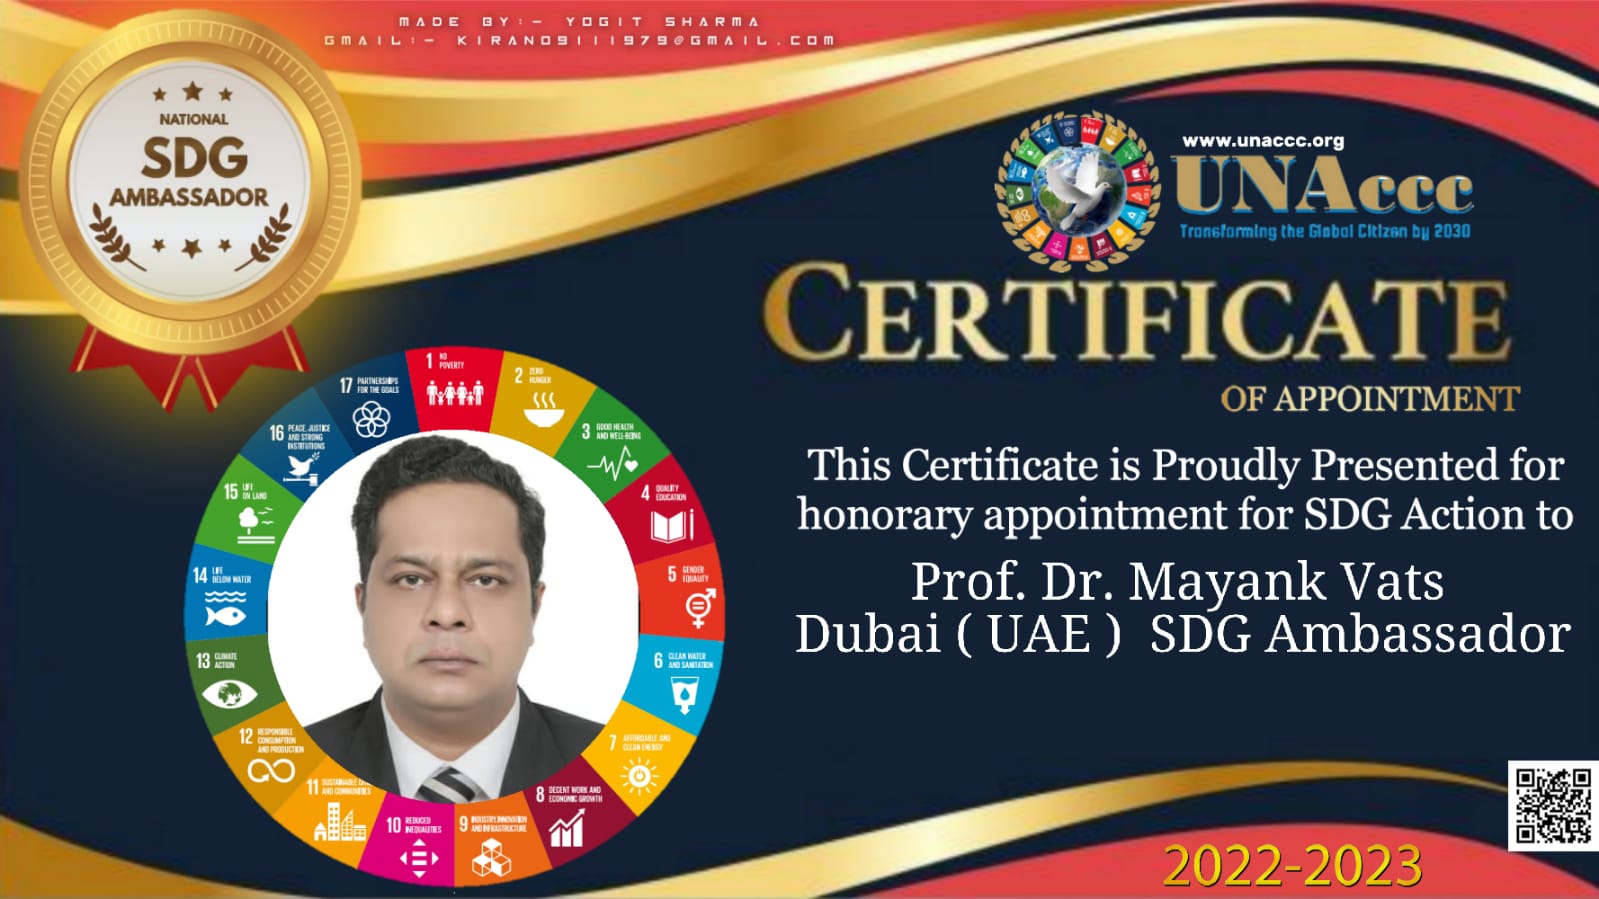 MADE BY:- YOGIT SHARMA
GMAIL:- KIRAN09111979@GMAIL.COM
NATIONAL
SDG
AMBASSADOR
www.unaccc.org
UNAccc
Transforming the Global Citizen by 2030
CERTIFICATE
OF APPOINTMENT
This Certificate is Proudly Presented for
honorary appointment for SDG Action to
Prof. Dr. Mayank Vats
Dubai ( UAE ) SDG Ambassador
1 NO
POVERTY
2 ZERO
HUNGER
3 GOOD HEALTH
AND WELL-BEING
4 QUALITY
EDUCATION
5 GENDER
EQUALITY
6 CLEAN WATER
AND SANITATION
7 AFFORDABLE AND
CLEAN ENERGY
8 DECENT WORK AND
ECONOMIC GROWTH
9 INDUSTRY, INNOVATION
AND INFRASTRUCTURE
10 REDUCED
INEQUALITIES
11 SUSTAINABLE
AND COMMUNITIES
12 RESPONSIBLE
CONSUMPTION
AND PRODUCTION
13 CLIMATE
ACTION
14 LIFE
BELOW WATER
15 LIFE
ON LAND
16 PEACE, JUSTICE
AND STRONG
INSTITUTIONS
17 PARTNERSHIPS
FOR THE GOALS
2022-2023